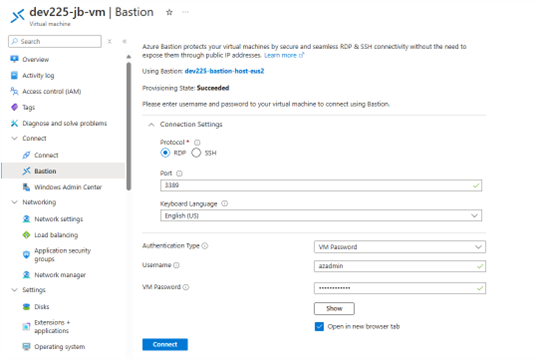 dev225-jb-vm | Bastion
Virtual machine
Search
Overview
Activity log
Access control (IAM)
Tags
Diagnose and solve problems
Connect
Connect
Bastion
Windows Admin Center
Networking
Network settings
Load balancing
Application security
groups
Network manager
Settings
Disks
Extensions +
applications
Operating system
Azure Bastion protects your virtual machines by secure and seamless RDP & SSH connectivity without the need to
expose them through public IP addresses. Learn more
Using Bastion: dev225-bastion-host-eus2
Provisioning State: Succeeded
Please enter username and password to your virtual machine to connect using Bastion.
Connection Settings
Protocol *
RDP SSH
Port
3389
Keyboard Language
English (US)
Authentication Type
VM Password
Username
azadmin
VM Password
••••••••••••
Show
Open in new browser tab
Connect